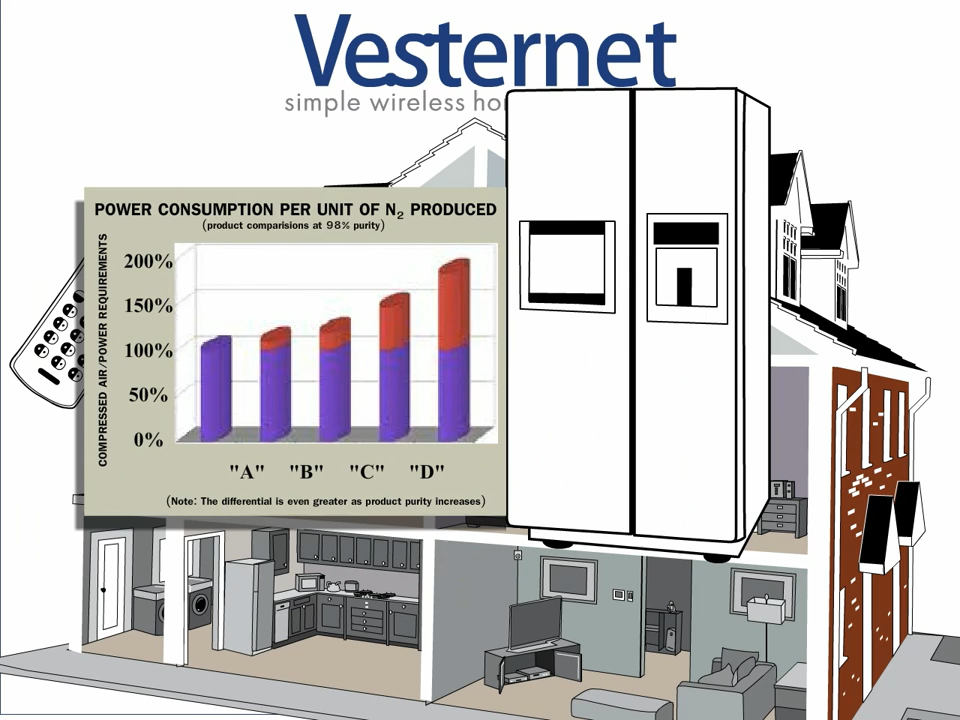 Vesternet
simple wireless
POWER CONSUMPTION PER UNIT OF N₂ PRODUCED
(product comparisions at 98% purity)
COMPRESSED AIR/POWER REQUIREMENTS
200%
150%
100%
50%
0%
"A" "B" "C" "D"
(Note: The differential is even greater as product purity increases)